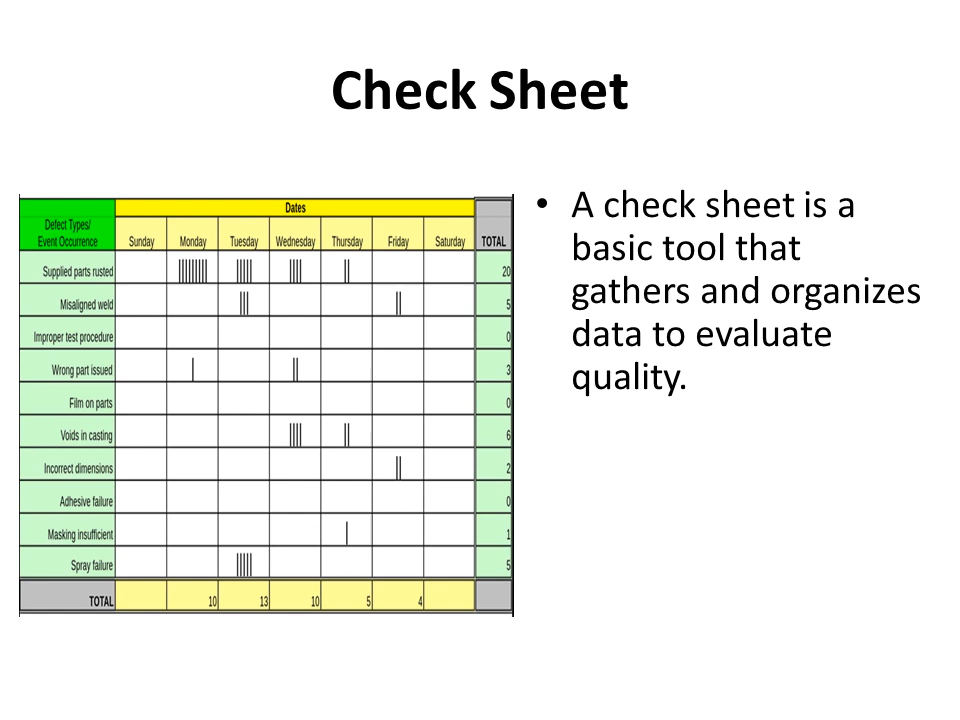 Check Sheet
Dates
Defect Types/
Event Occurrence Sunday Monday Tuesday Wednesday Thursday Friday Saturday TOTAL
Supplied parts rusted ||||||||| ||||| |||| || 20
Misaligned weld ||| || 5
Improper test procedure 0
Wrong part issued | || 3
Film on parts 0
Voids in casting |||| || 6
Incorrect dimensions || 2
Adhesive failure 0
Masking insufficient | 1
Spray failure ||||| 5
TOTAL 10 13 10 5 4
• A check sheet is a
basic tool that
gathers and organizes
data to evaluate
quality.